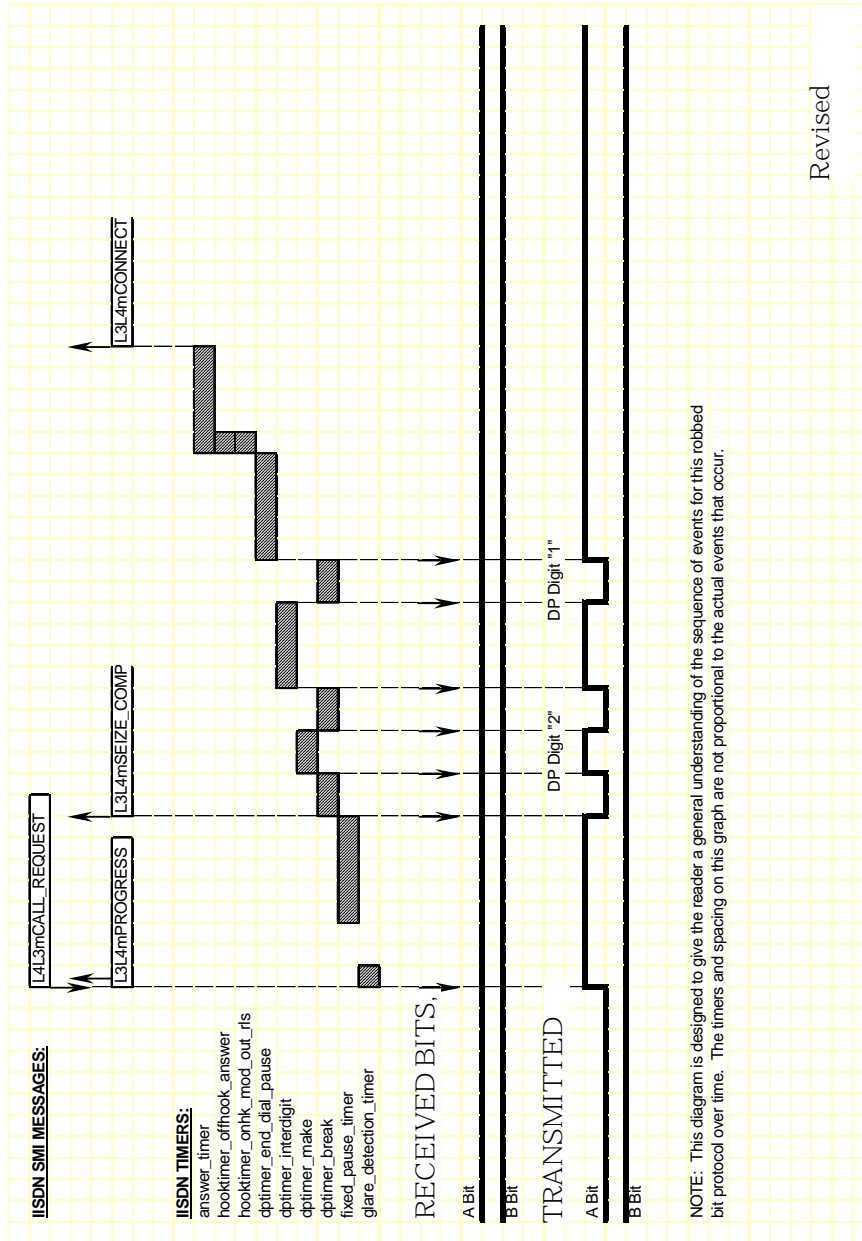 IISDN SMI MESSAGES:
L4L3mCALL_REQUEST
L3L4mPROGRESS
L3L4mSEIZE_COMP
L3L4mCONNECT
IISDN TIMERS:
answer_timer
hooktimer_offhook_answer
hooktimer_onhk_mod_out_rls
dptimer_end_dial_pause
dptimer_interdigit
dptimer_make
dptimer_break
fixed_pause_timer
glare_detection_timer
RECEIVED BITS,
A Bit
B Bit
TRANSMITTED
DP Digit "2"
DP Digit "1"
A Bit
B Bit
NOTE: This diagram is designed to give the reader a general understanding of the sequence of events for this robbed
bit protocol over time. The timers and spacing on this graph are not proportional to the actual events that occur.
Revised